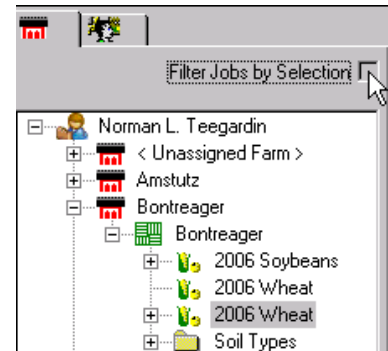 Filter Jobs by Selection
Norman L. Teegardin
< Unassigned Farm >
Amstutz
Bontreager
Bontreager
2006 Soybeans
2006 Wheat
2006 Wheat
Soil Types